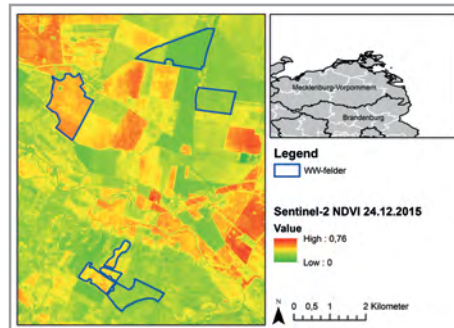 Mecklenburg-Vorpommern
Brandenburg
Legend
WW-felder
Sentinel-2 NDVI 24.12.2015
Value
High : 0,76
Low : 0
N
0 0,5 1 2 Kilometer